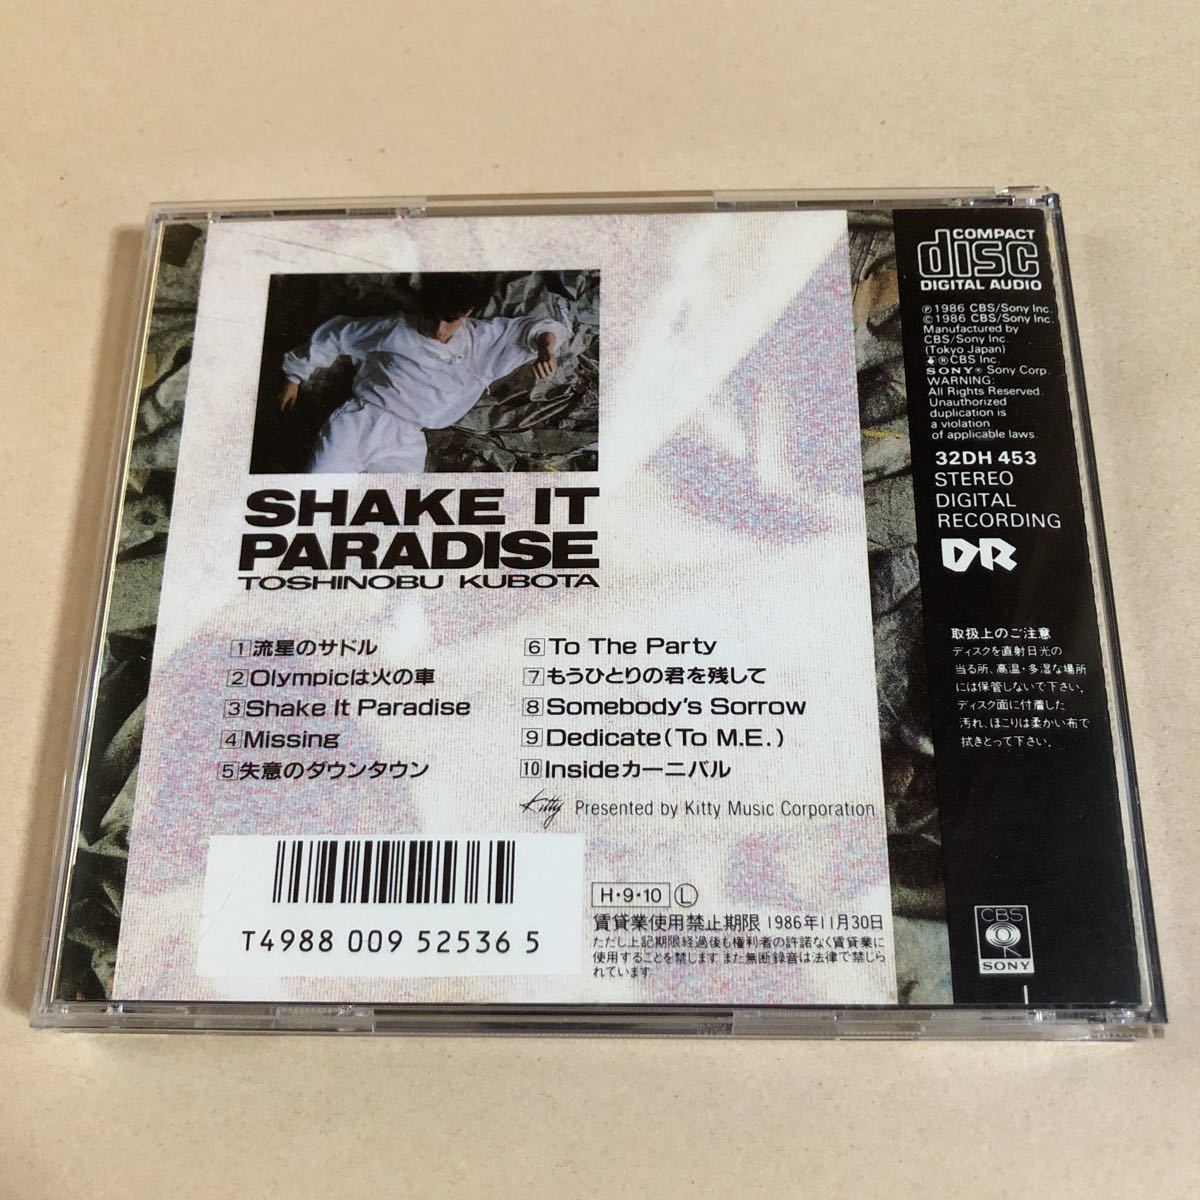 SHAKE IT
PARADISE
TOSHINOBU KUBOTA
1 流星のサドル
2 Olympicは火の車
3 Shake It Paradise
4 Missing
5 失意のダウンタウン
6 To The Party
7 もうひとりの君を残して
8 Somebody's Sorrow
9 Dedicate (To M.E.)
10 Insideカーニバル
Kitty Presented by Kitty Music Corporation
T4988 009 52536 5
H・9・10 Ⓛ
賃貸業使用禁止期限 1986年11月30日
ただし上記期限経過後も権利者の許諾なく賃貸業に
使用することを禁します また無断録音は法律で禁じら
れています
COMPACT
disc
DIGITAL AUDIO
℗1986 CBS/Sony Inc.
©1986 CBS/Sony Inc.
Manufactured by
CBS/Sony Inc.
(Tokyo Japan)
®CBS Inc.
SONY® Sony Corp.
WARNING:
All Rights Reserved.
Unauthorized
duplication is
a violation
of applicable laws.
32DH 453
STEREO
DIGITAL
RECORDING
DR
取扱上のご注意
ディスクを直射日光の
当る所、高温・多湿な場所
には保管しないで下さい。
ディスク面に付着した
汚れ、ほこりは柔かい布で
拭きとって下さい。
CBS
SONY